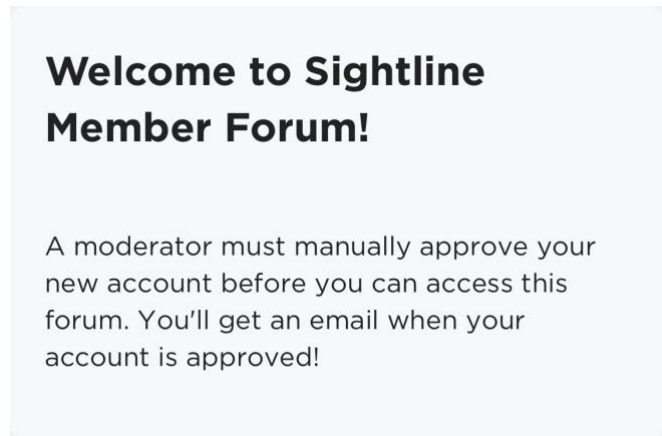 Welcome to Sightline
Member Forum!
A moderator must manually approve your
new account before you can access this
forum. You'll get an email when your
account is approved!